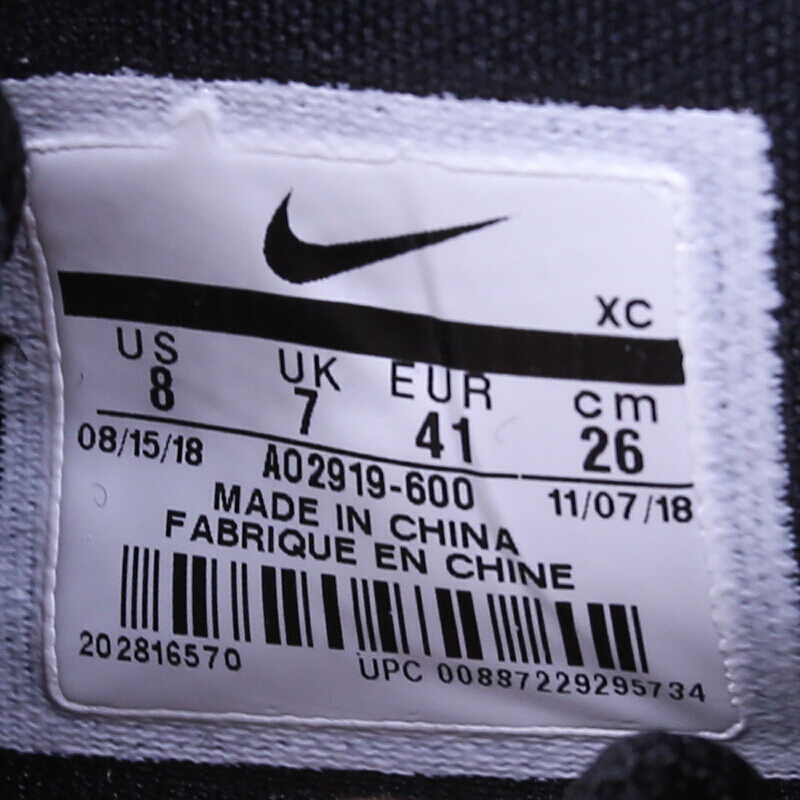 XC
US UK EUR cm
8 7 41 26
08/15/18 AO2919-600 11/07/18
MADE IN CHINA
FABRIQUE EN CHINE
202816570 UPC 00887229295734